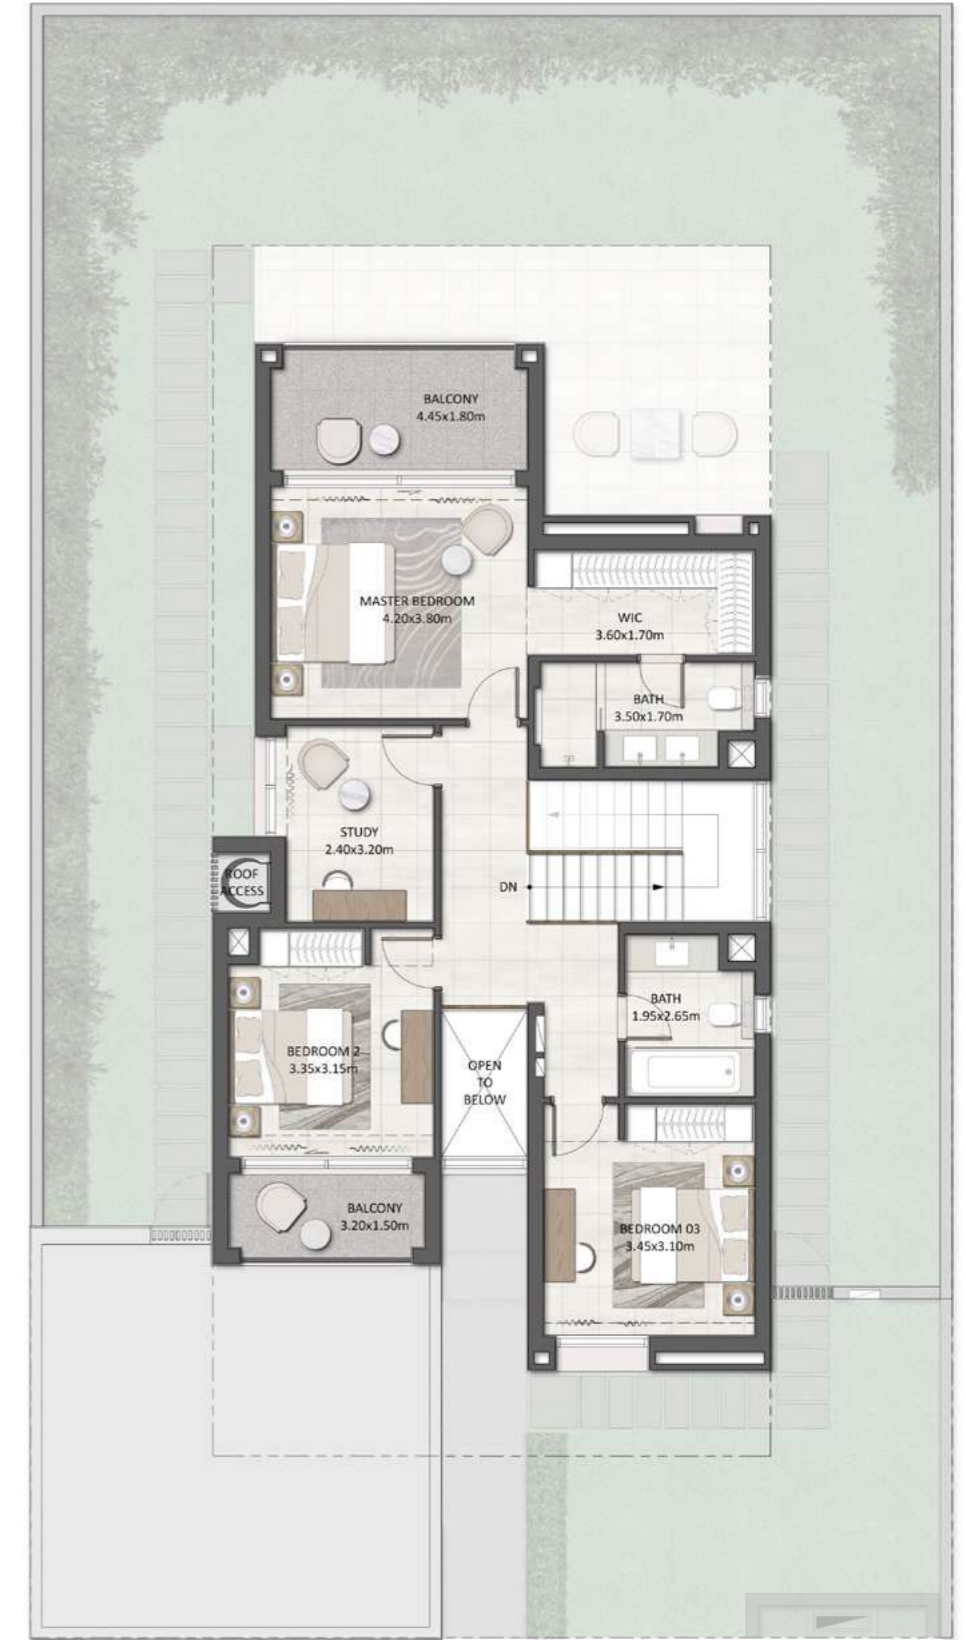 BALCONY
4.45x1.80m
MASTER BEDROOM
4.20x3.80m
WIC
3.60x1.70m
BATH
3.50x1.70m
STUDY
2.40x3.20m
ROOF
ACCESS
DN
BATH
1.95x2.65m
BEDROOM 2
3.35x3.15m
OPEN
TO
BELOW
BALCONY
3.20x1.50m
BEDROOM 03
3.45x3.10m